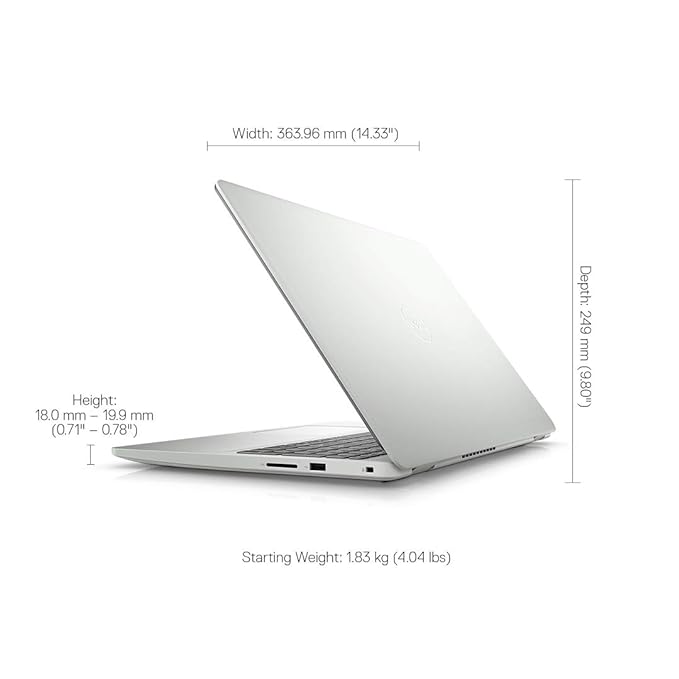 Width: 363.96 mm (14.33")
Depth: 249 mm (9.80")
Height:
18.0 mm – 19.9 mm
(0.71" – 0.78")
Starting Weight: 1.83 kg (4.04 lbs)